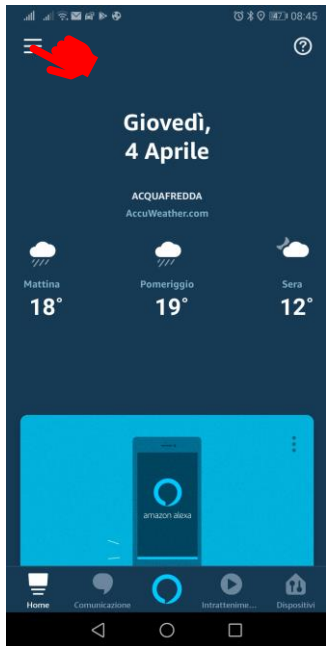 08:45
Giovedì,
4 Aprile
ACQUAFREDDA
AccuWeather.com
Mattina Pomeriggio Sera
18° 19° 12°
amazon alexa
Home Comunicazione Intrattenime... Dispositivi